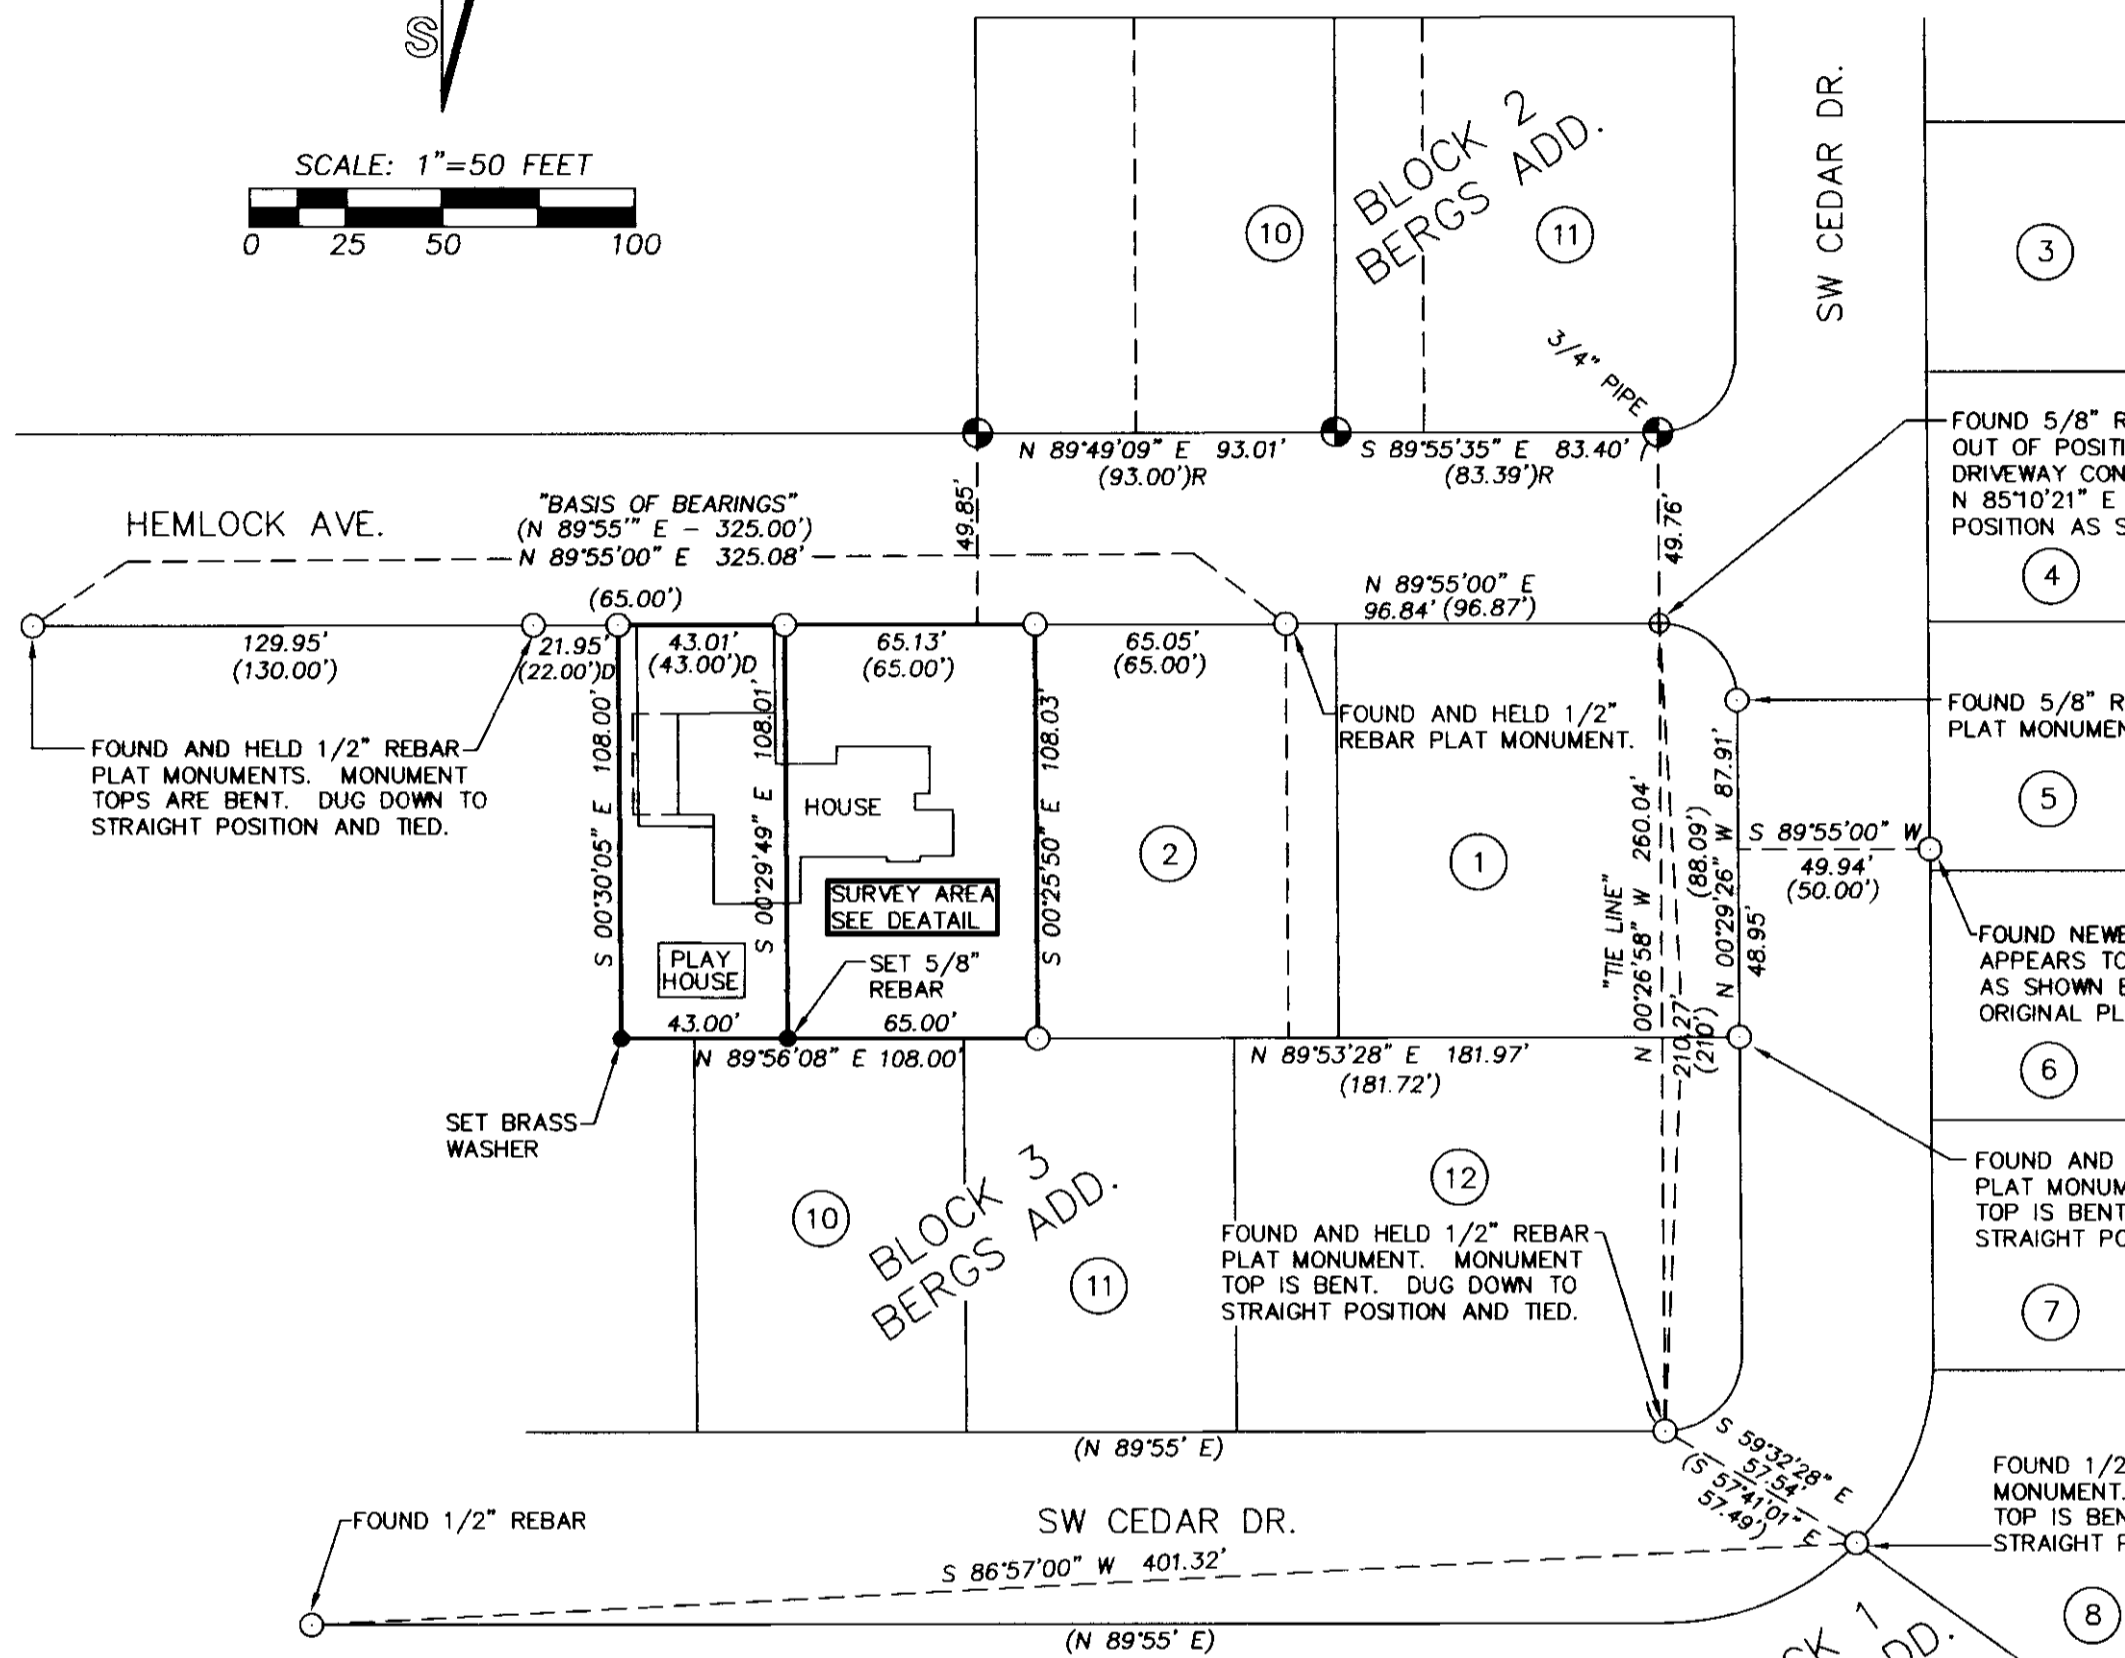 S
SCALE: 1"=50 FEET
0 25 50 100
BLOCK 2
BERGS ADD.
10
11
SW CEDAR DR.
3
3/4" PIPE
N 89°49'09" E 93.01'
(93.00')R
S 89°55'35" E 83.40'
(83.39')R
FOUND 5/8" R
OUT OF POSITI
DRIVEWAY CON
N 85°10'21" E
POSITION AS S
4
HEMLOCK AVE.
"BASIS OF BEARINGS"
(N 89°55'" E - 325.00')
N 89°55'00" E 325.08'
49.85'
49.76'
(65.00')
N 89°55'00" E
96.84' (96.87')
129.95'
(130.00')
21.95'
(22.00')D
43.01'
(43.00')D
65.13'
(65.00')
65.05'
(65.00')
FOUND AND HELD 1/2" REBAR
PLAT MONUMENTS. MONUMENT
TOPS ARE BENT. DUG DOWN TO
STRAIGHT POSITION AND TIED.
FOUND AND HELD 1/2"
REBAR PLAT MONUMENT.
FOUND 5/8" R
PLAT MONUMEN
5
S 00°30'05" E 108.00'
S 00°29'49" E 108.01'
S 00°25'50" E 108.03'
HOUSE
SURVEY AREA
SEE DEATAIL
PLAY
HOUSE
SET 5/8"
REBAR
2
1
"TIE LINE"
N 00°26'58" W 260.04'
210.27'
(210')
N 00°29'26" W 87.91'
(88.09')
48.95'
S 89°55'00" W
49.94'
(50.00')
FOUND NEWE
APPEARS TO
AS SHOWN B
ORIGINAL PL
6
43.00'
65.00'
N 89°56'08" E 108.00'
N 89°53'28" E 181.97'
(181.72')
SET BRASS
WASHER
FOUND AND
PLAT MONUM
TOP IS BENT
STRAIGHT PO
7
10
BLOCK 3
BERGS ADD.
11
12
FOUND AND HELD 1/2" REBAR
PLAT MONUMENT. MONUMENT
TOP IS BENT. DUG DOWN TO
STRAIGHT POSITION AND TIED.
(N 89°55' E)
S 59°32'28" E
57.54'
(S 57°41'01" E
57.49')
FOUND 1/2
MONUMENT.
TOP IS BEN
STRAIGHT P
8
FOUND 1/2" REBAR
SW CEDAR DR.
S 86°57'00" W 401.32'
(N 89°55' E)
CK 1
DD.